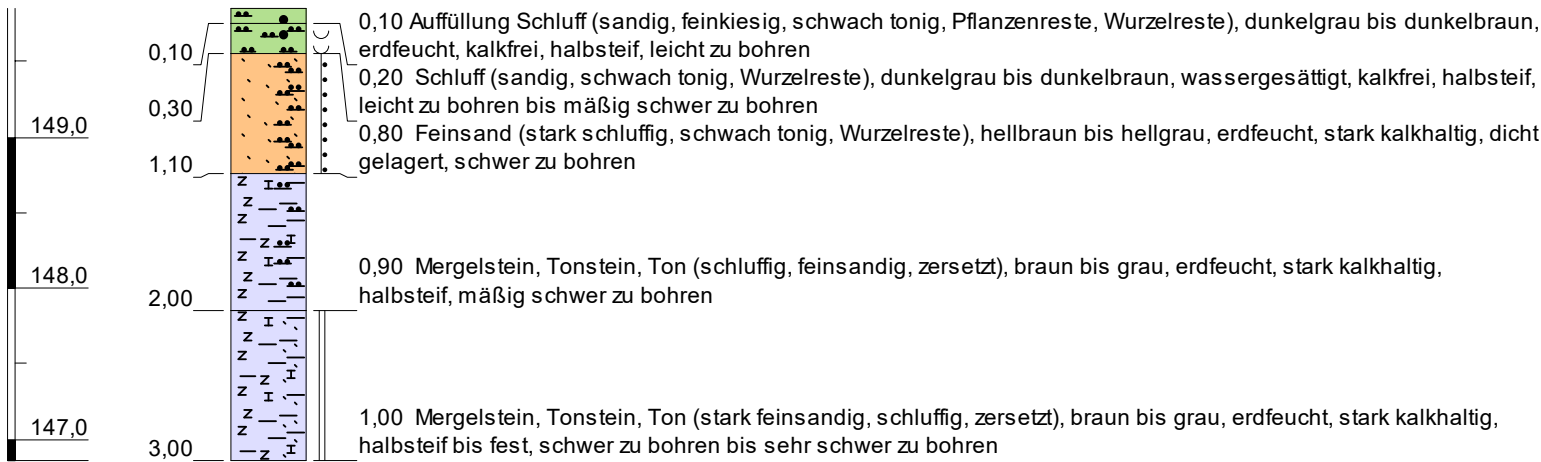 0,10 Auffüllung Schluff (sandig, feinkiesig, schwach tonig, Pflanzenreste, Wurzelreste), dunkelgrau bis dunkelbraun,
erdfeucht, kalkfrei, halbsteif, leicht zu bohren
0,10
0,20 Schluff (sandig, schwach tonig, Wurzelreste), dunkelgrau bis dunkelbraun, wassergesättigt, kalkfrei, halbsteif,
leicht zu bohren bis mäßig schwer zu bohren
0,30
149,0
0,80 Feinsand (stark schluffig, schwach tonig, Wurzelreste), hellbraun bis hellgrau, erdfeucht, stark kalkhaltig, dicht
gelagert, schwer zu bohren
1,10
0,90 Mergelstein, Tonstein, Ton (schluffig, feinsandig, zersetzt), braun bis grau, erdfeucht, stark kalkhaltig,
halbsteif, mäßig schwer zu bohren
148,0
2,00
1,00 Mergelstein, Tonstein, Ton (stark feinsandig, schluffig, zersetzt), braun bis grau, erdfeucht, stark kalkhaltig,
halbsteif bis fest, schwer zu bohren bis sehr schwer zu bohren
147,0
3,00